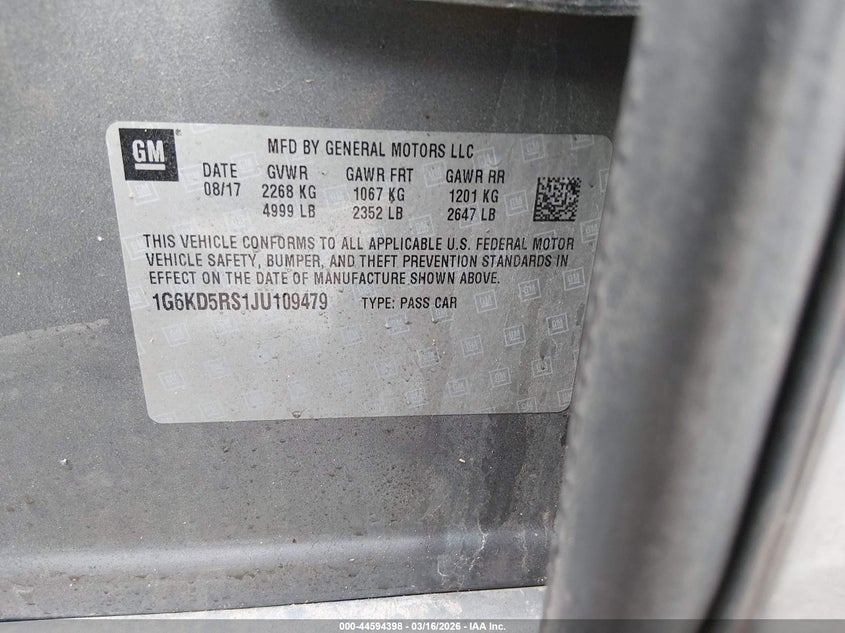 GM
MFD BY GENERAL MOTORS LLC
DATE GVWR GAWR FRT GAWR RR
08/17 2268 KG 1067 KG 1201 KG
4999 LB 2352 LB 2647 LB
THIS VEHICLE CONFORMS TO ALL APPLICABLE U.S. FEDERAL MOTOR
VEHICLE SAFETY, BUMPER, AND THEFT PREVENTION STANDARDS IN
EFFECT ON THE DATE OF MANUFACTURE SHOWN ABOVE.
1G6KD5RS1JU109479 TYPE: PASS CAR
000-44594398 - 03/16/2026 - IAA Inc.